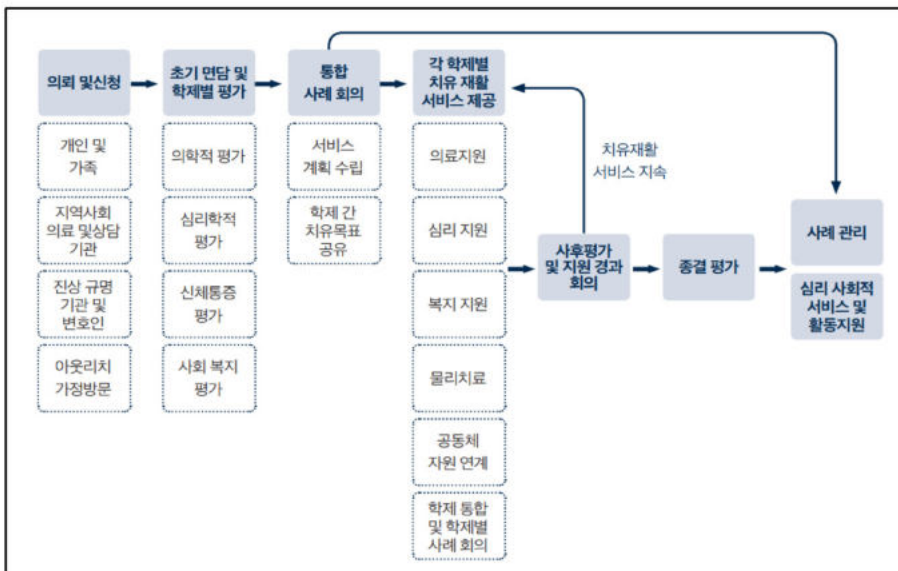 의뢰 및신청
개인 및
가족
지역사회
의료 및상담
기관
진상 규명
기관 및
변호인
아웃리치
가정방문
초기 면담 및
학제별 평가
의학적 평가
심리학적
평가
신체통증
평가
사회 복지
평가
통합
사례 회의
서비스
계획 수립
학제 간
치유목표
공유
각 학제별
치유 재활
서비스 제공
의료지원
심리 지원
복지 지원
물리치료
공동체
자원 연계
학제 통합
및 학제별
사례 회의
치유재활
서비스 지속
사후평가
및 지원 경과
회의
종결 평가
사례 관리
심리 사회적
서비스 및
활동지원